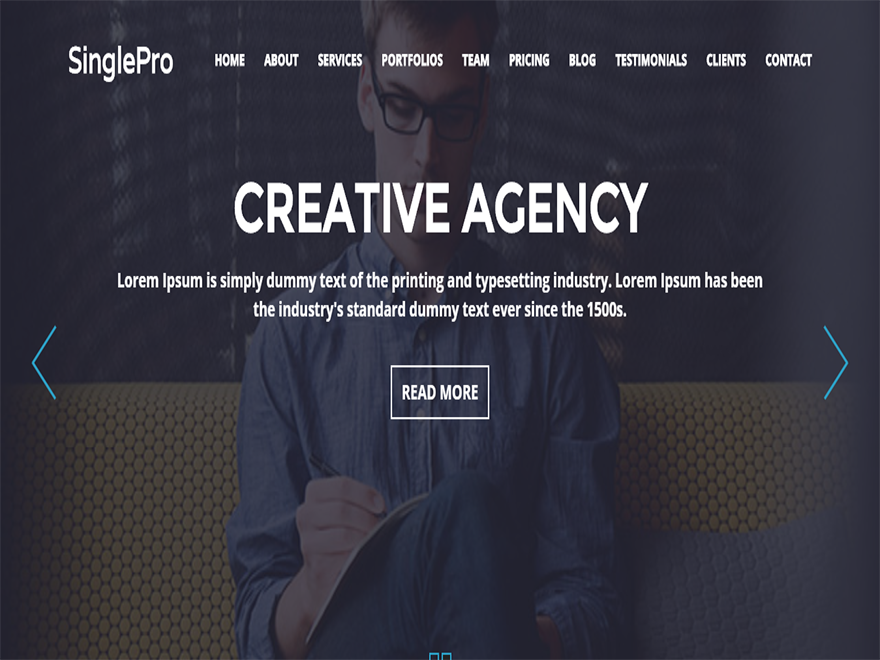 SinglePro
HOME ABOUT SERVICES PORTFOLIOS TEAM PRICING BLOG TESTIMONIALS CLIENTS CONTACT
CREATIVE AGENCY
Lorem Ipsum is simply dummy text of the printing and typesetting industry. Lorem Ipsum has been
the industry's standard dummy text ever since the 1500s.
READ MORE